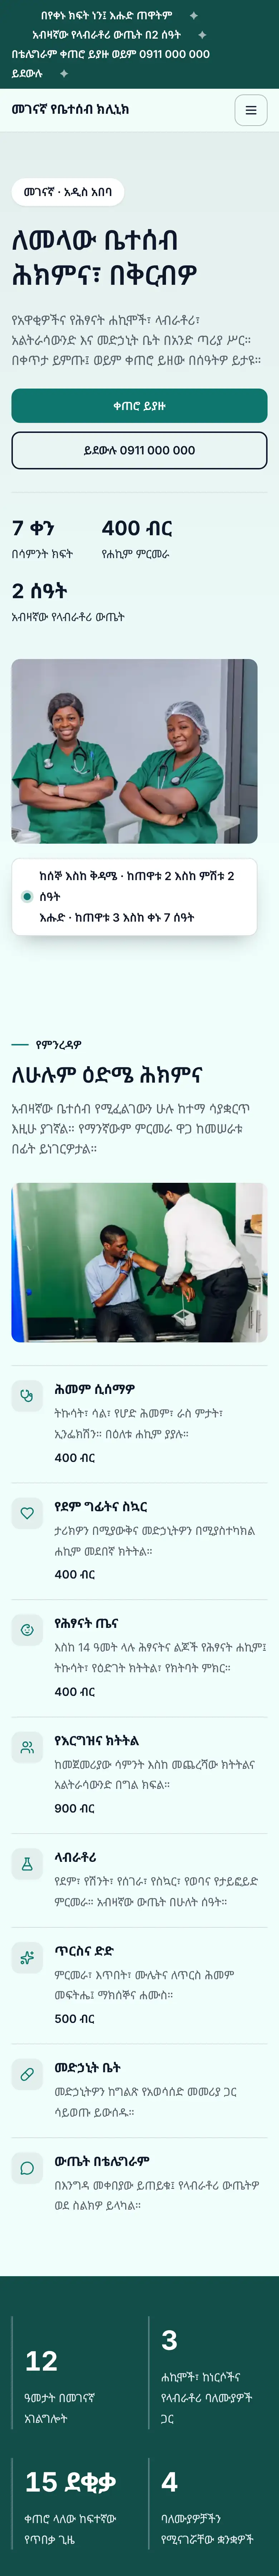 በየቀኑ ክፍት ነን፤ እሑድ ጠዋትም ✦
አብዛኛው የላብራቶሪ ውጤት በ2 ሰዓት ✦
በቴሌግራም ቀጠሮ ይያዙ ወይም 0911 000 000
ይደውሉ ✦
መገናኛ የቤተሰብ ክሊኒክ
መገናኛ · አዲስ አበባ
ለመላው ቤተሰብ
ሕክምና፣ በቅርብዎ
የአዋቂዎችና የሕፃናት ሐኪሞች፣ ላብራቶሪ፣
አልትራሳውንድ እና መድኃኒት ቤት በአንድ ጣሪያ ሥር።
በቀጥታ ይምጡ፤ ወይም ቀጠሮ ይዘው በሰዓትዎ ይታዩ።
ቀጠሮ ይያዙ
ይደውሉ 0911 000 000
7 ቀን
በሳምንት ክፍት
400 ብር
የሐኪም ምርመራ
2 ሰዓት
አብዛኛው የላብራቶሪ ውጤት
ከሰኞ እስከ ቅዳሜ · ከጠዋቱ 2 እስከ ምሽቱ 2
ሰዓት
እሑድ · ከጠዋቱ 3 እስከ ቀኑ 7 ሰዓት
የምንረዳዎ
ለሁሉም ዕድሜ ሕክምና
አብዛኛው ቤተሰብ የሚፈልገውን ሁሉ ከተማ ሳያቋርጥ
እዚሁ ያገኛል። የማንኛውም ምርመራ ዋጋ ከመሠራቱ
በፊት ይነገርዎታል።
ሕመም ሲሰማዎ
ትኩሳት፣ ሳል፣ የሆድ ሕመም፣ ራስ ምታት፣
ኢንፌክሽን። በዕለቱ ሐኪም ያያሉ።
400 ብር
የደም ግፊትና ስኳር
ታሪክዎን በሚያውቅና መድኃኒትዎን በሚያስተካክል
ሐኪም መደበኛ ክትትል።
400 ብር
የሕፃናት ጤና
እስከ 14 ዓመት ላሉ ሕፃናትና ልጆች የሕፃናት ሐኪም፤
ትኩሳት፣ የዕድገት ክትትል፣ የክትባት ምክር።
400 ብር
የእርግዝና ክትትል
ከመጀመሪያው ሳምንት እስከ መጨረሻው ክትትልና
አልትራሳውንድ በግል ክፍል።
900 ብር
ላብራቶሪ
የደም፣ የሽንት፣ የሰገራ፣ የስኳር፣ የወባና የታይፎይድ
ምርመራ። አብዛኛው ውጤት በሁለት ሰዓት።
ጥርስና ድድ
ምርመራ፣ እጥበት፣ ሙሌትና ለጥርስ ሕመም
መፍትሔ፤ ማክሰኞና ሐሙስ።
500 ብር
መድኃኒት ቤት
መድኃኒትዎን ከግልጽ የአወሳሰድ መመሪያ ጋር
ሳይወጡ ይውሰዱ።
ውጤት በቴሌግራም
በእንግዳ መቀበያው ይጠይቁ፤ የላብራቶሪ ውጤትዎ
ወደ ስልክዎ ይላካል።
12
ዓመታት በመገናኛ
አገልግሎት
3
ሐኪሞች፣ ከነርሶችና
የላብራቶሪ ባለሙያዎች
ጋር
15 ደቂቃ
ቀጠሮ ላለው ከፍተኛው
የጥበቃ ጊዜ
4
ባለሙያዎቻችን
የሚናገሯቸው ቋንቋዎች